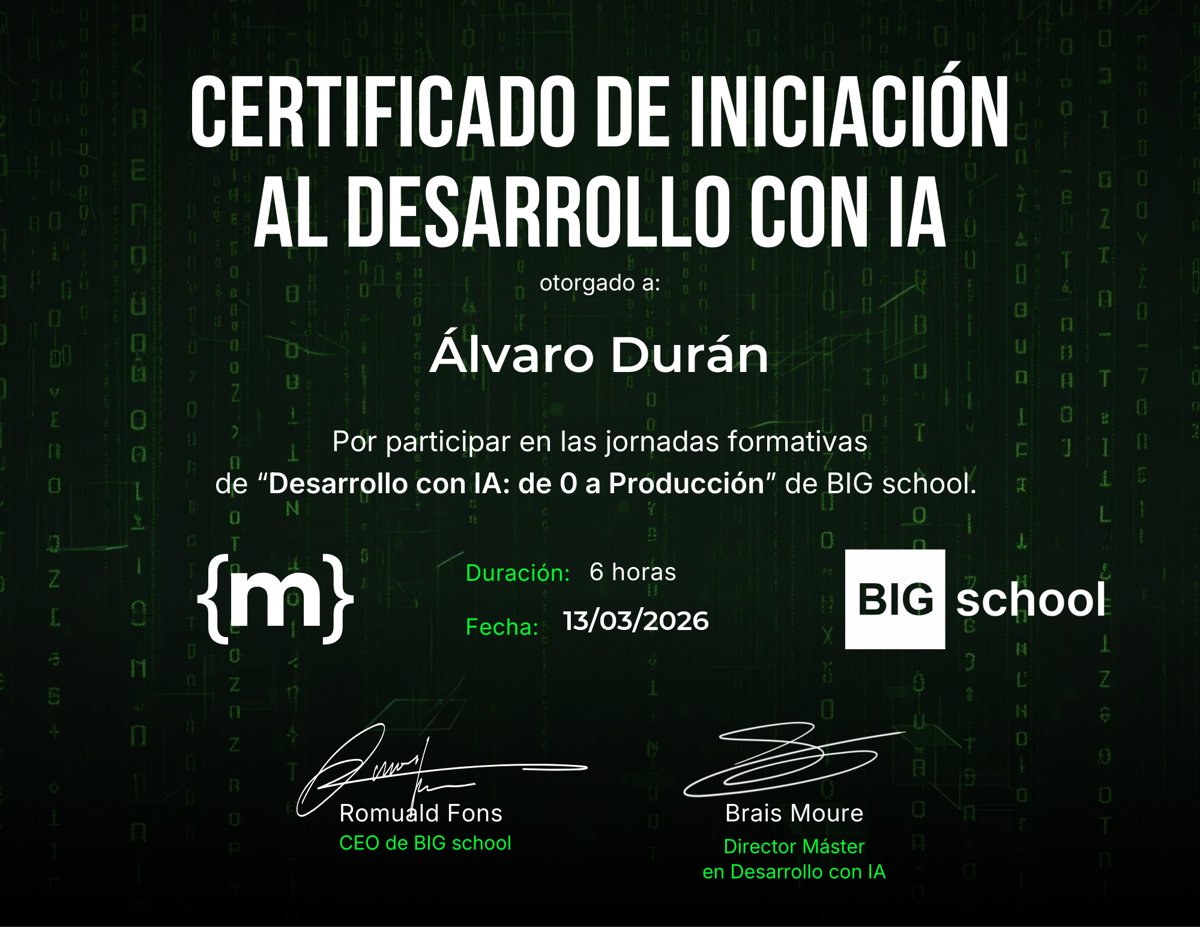 CERTIFICADO DE INICIACIÓN
AL DESARROLLO CON IA
otorgado a:
Álvaro Durán
Por participar en las jornadas formativas
de “Desarrollo con IA: de 0 a Producción” de BIG school.
{m}
Duración: 6 horas
Fecha: 13/03/2026
BIG school
Romuald Fons
CEO de BIG school
Brais Moure
Director Máster
en Desarrollo con IA